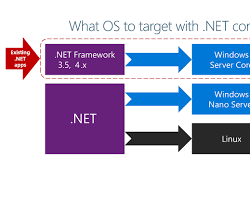 What OS to target with .NET con
Existing
.NET
apps
.NET Framework
3.5, 4.x
Windows
Server Cor
.NET
Windows
Nano Serve
Linux